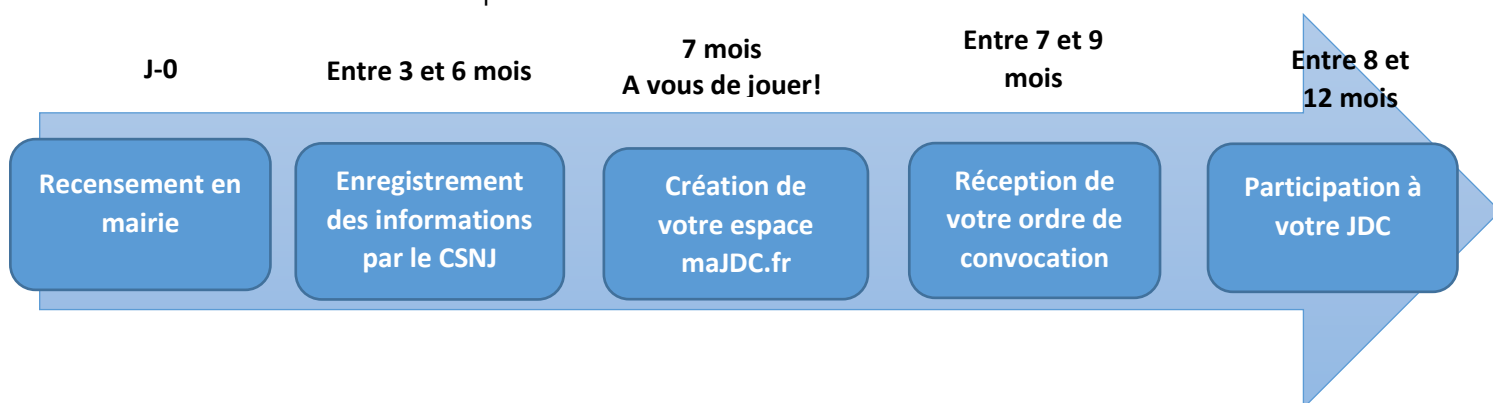 J-0
Recensement en
mairie
Entre 3 et 6 mois
Enregistrement
des informations
par le CSNJ
7 mois
A vous de jouer!
Création de
votre espace
maJDC.fr
Entre 7 et 9
mois
Réception de
votre ordre de
convocation
Entre 8 et
12 mois
Participation à
votre JDC